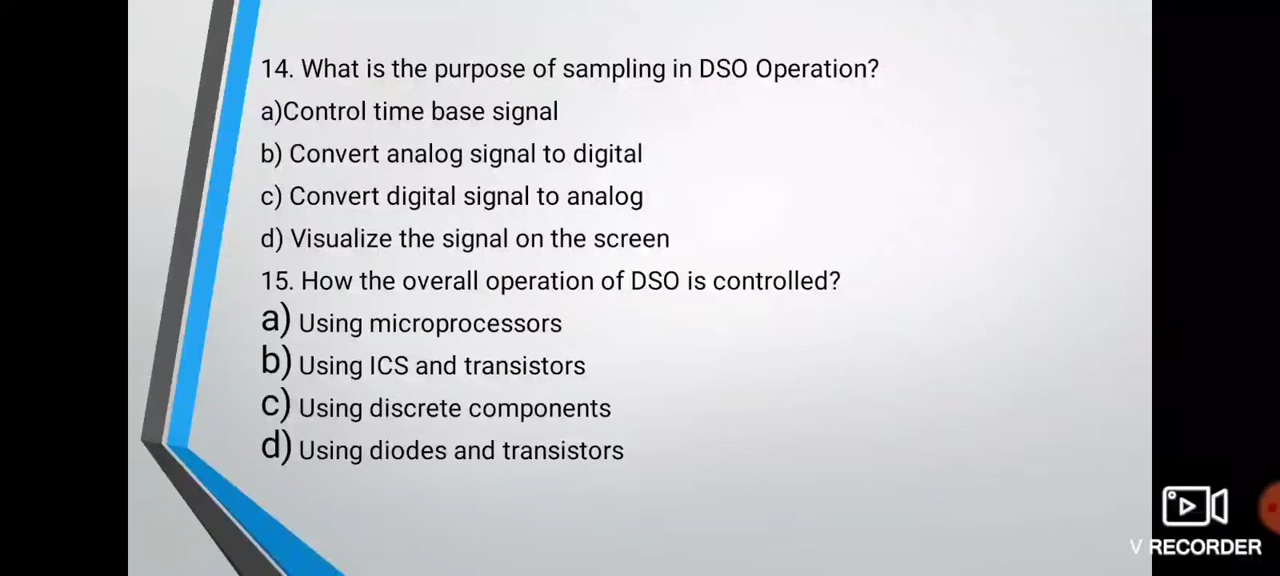 14. What is the purpose of sampling in DSO Operation?
a)Control time base signal
b) Convert analog signal to digital
c) Convert digital signal to analog
d) Visualize the signal on the screen
15. How the overall operation of DSO is controlled?
a) Using microprocessors
b) Using ICS and transistors
c) Using discrete components
d) Using diodes and transistors
V RECORDER